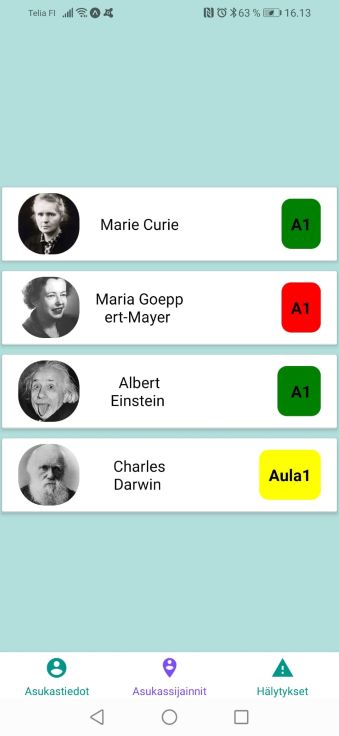 Telia FI 63 % 16.13
Marie Curie A1
Maria Goepp
ert-Mayer
A1
Albert
Einstein
A1
Charles
Darwin
Aula1
Asukastiedot Asukassijainnit Hälytykset